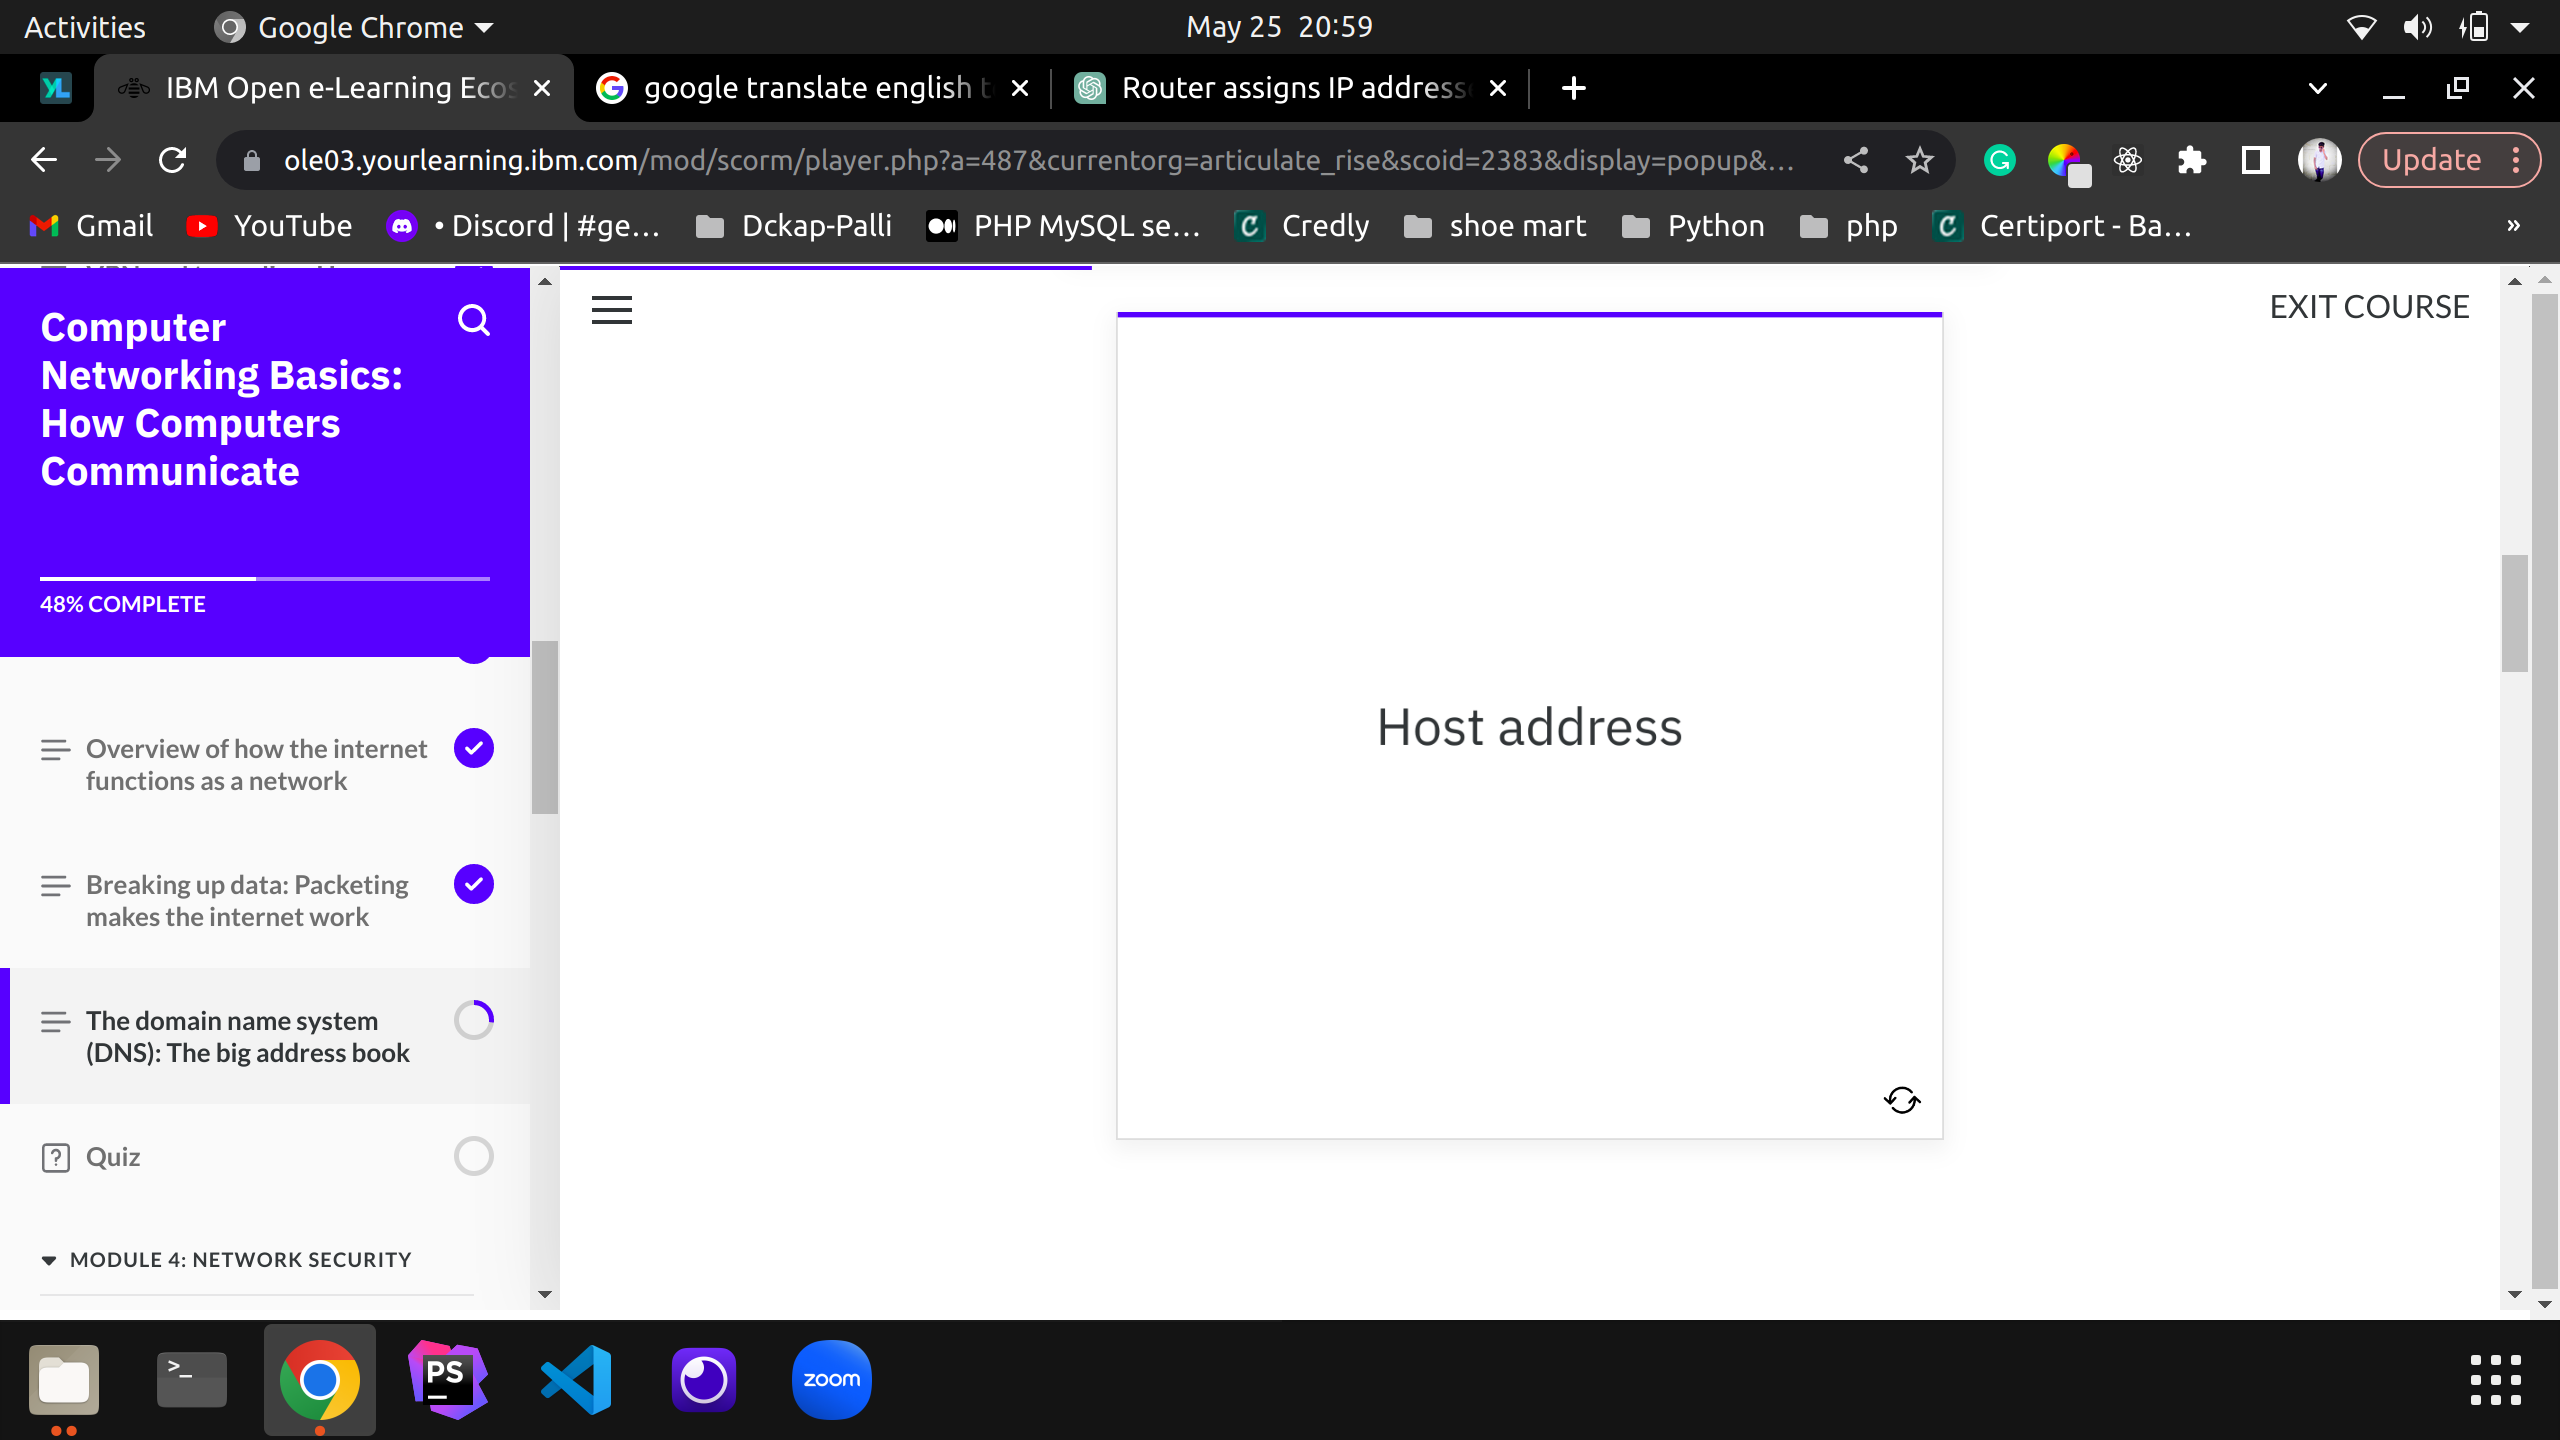 Activities
Google Chrome
May 25 20:59
IBM Open e-Learning Ecos
google translate english t
Router assigns IP address
ole03.yourlearning.ibm.com/mod/scorm/player.php?a=487&currentorg=articulate_rise&scoid=2383&display=popup&...
Update
Gmail
YouTube
• Discord | #ge...
Dckap-Palli
PHP MySQL se...
Credly
shoe mart
Python
php
Certiport - Ba...
»
Computer
Networking Basics:
How Computers
Communicate
48% COMPLETE
Overview of how the internet
functions as a network
Breaking up data: Packeting
makes the internet work
The domain name system
(DNS): The big address book
Quiz
MODULE 4: NETWORK SECURITY
EXIT COURSE
Host address
PS
zoom